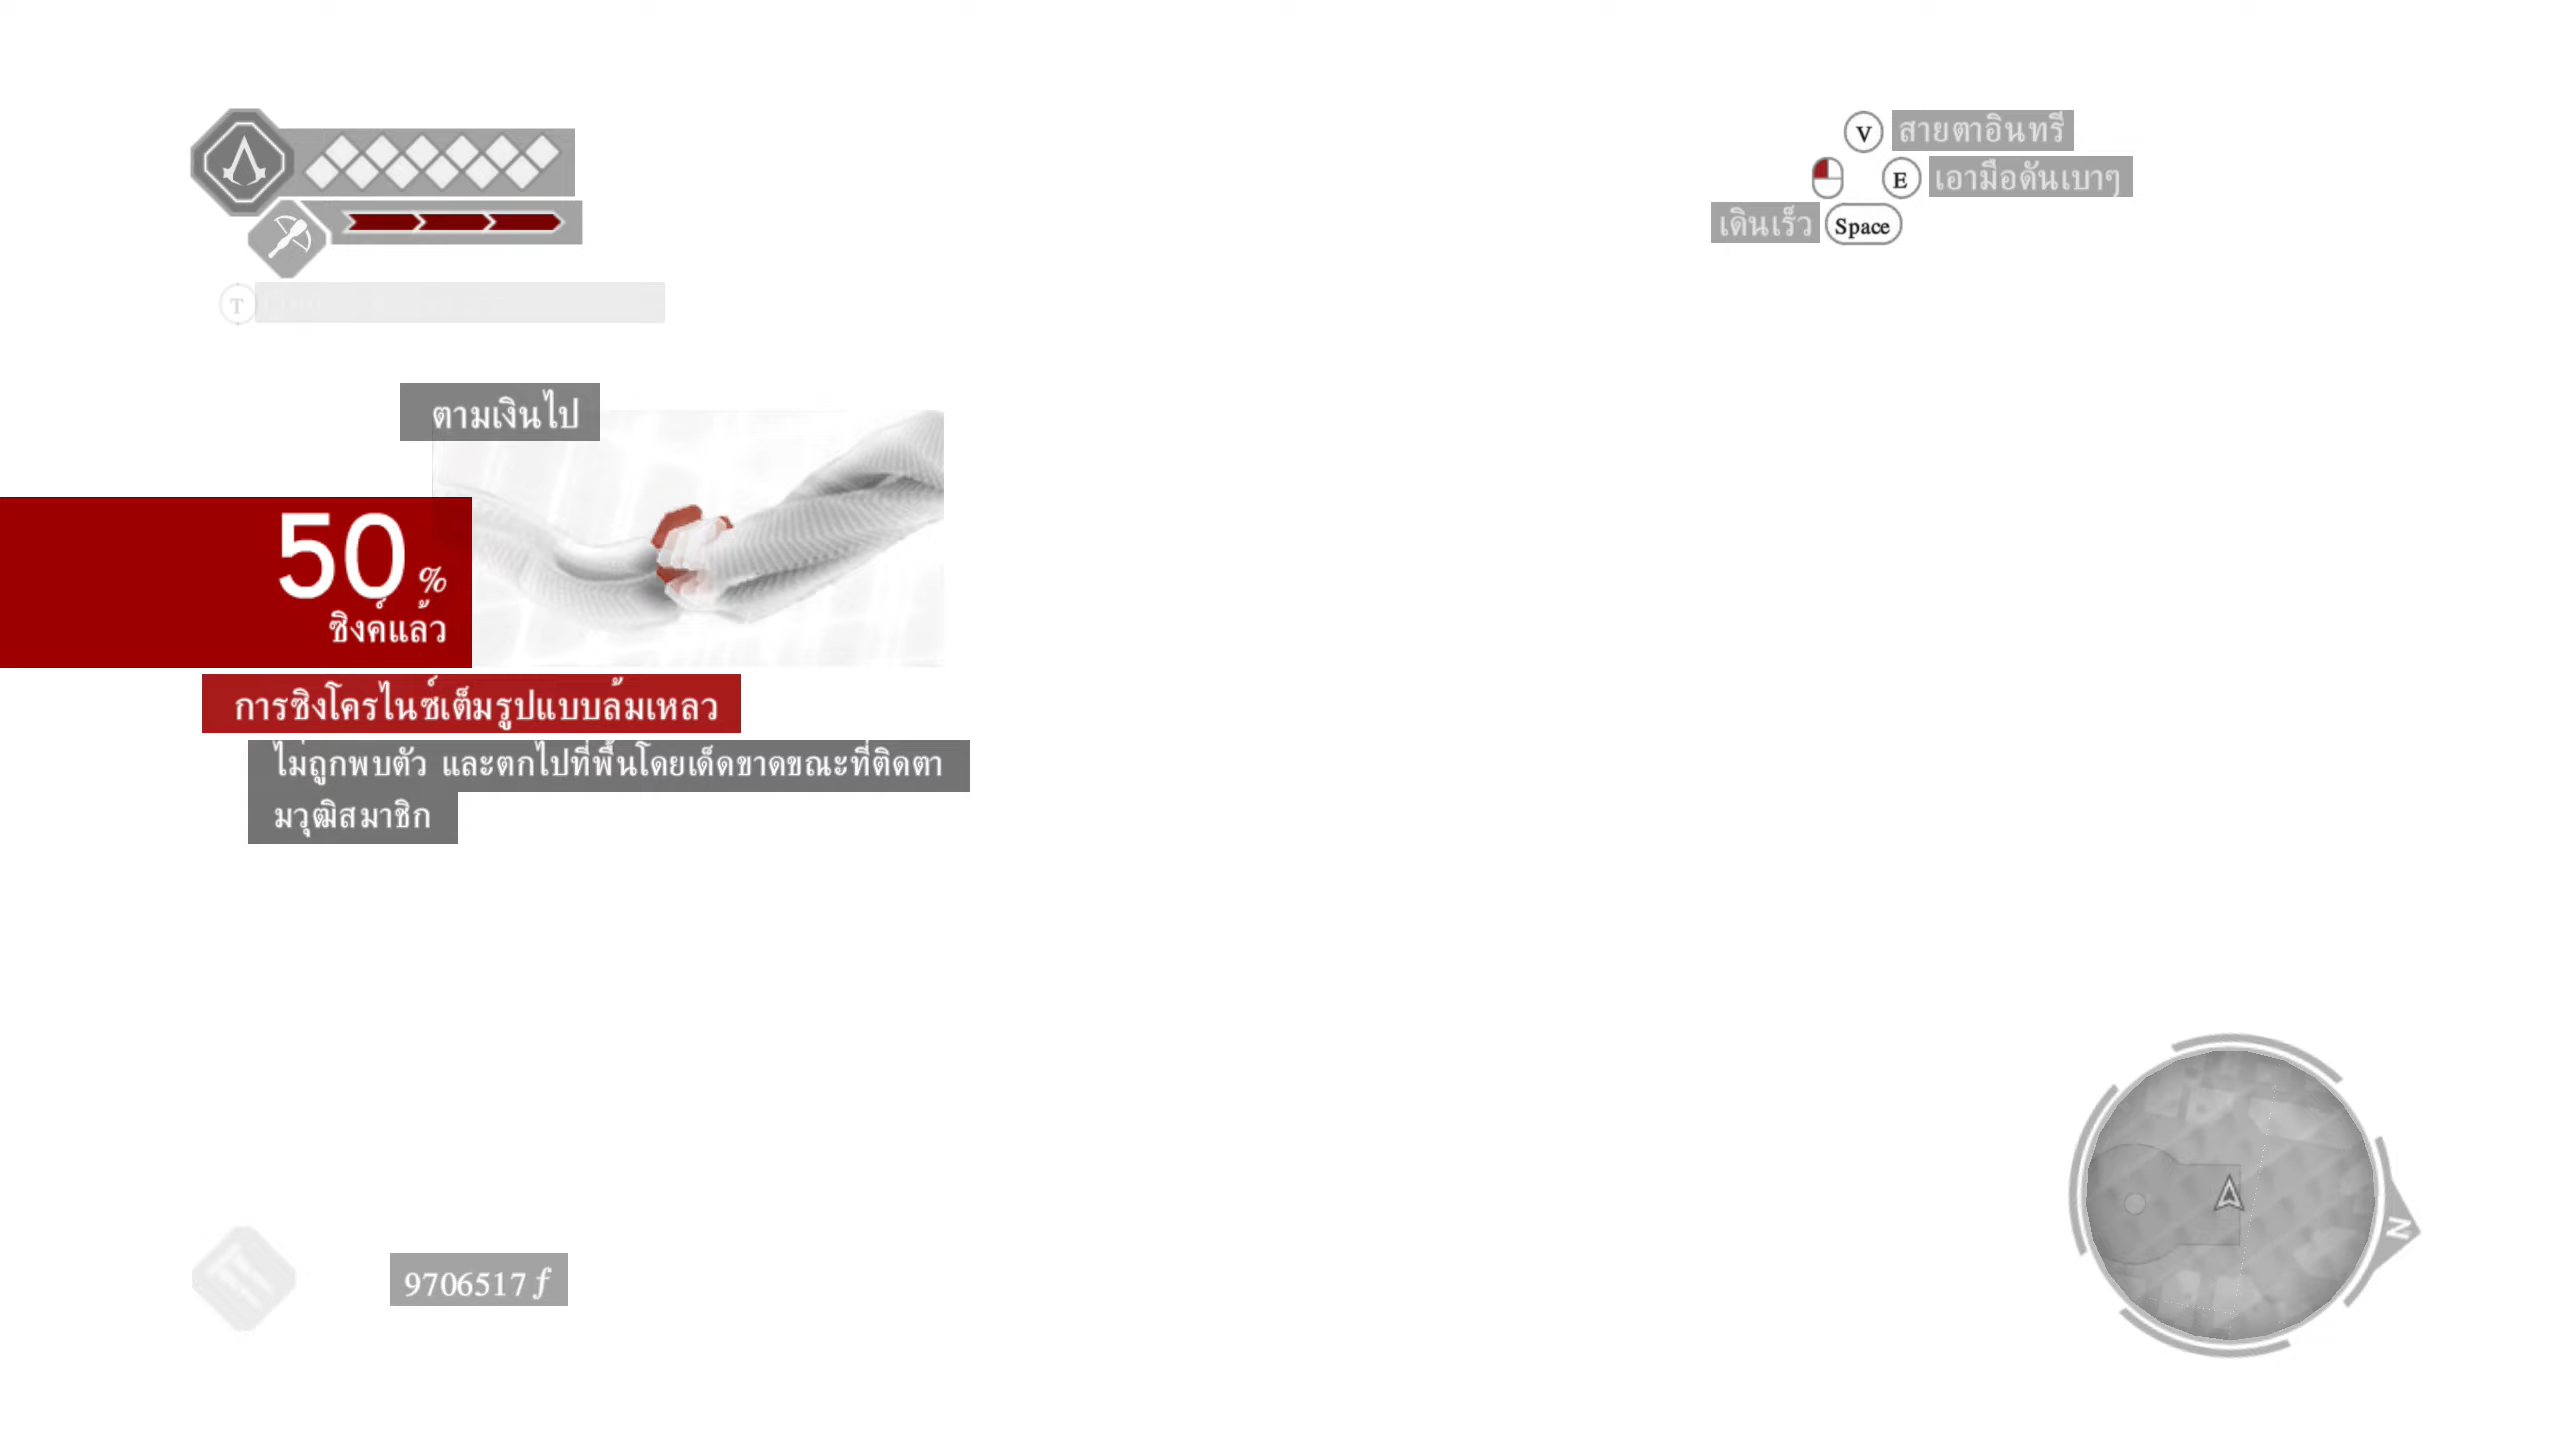 V สายตาอินทรี
E เอามือดันเบาๆ
เดินเร็ว Space
T
ตามเงินไป
50 %
ซิงค์แล้ว
การซิงโครไนซ์เต็มรูปแบบล้มเหลว
ไม่ถูกพบตัว และตกไปที่พื้นโดยเด็ดขาดขณะที่ติดตา
มวุฒิสมาชิก
9706517 f
N